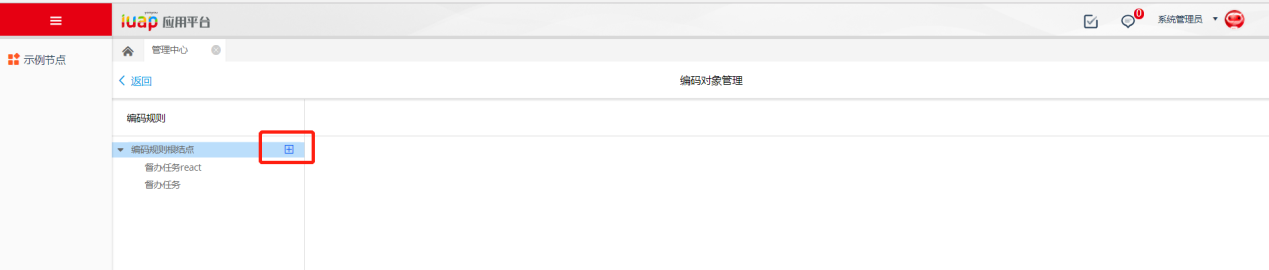 iuap 应用平台
0
系统管理员
示例节点
管理中心
返回
编码对象管理
编码规则
编码规则根结点
督办任务react
督办任务